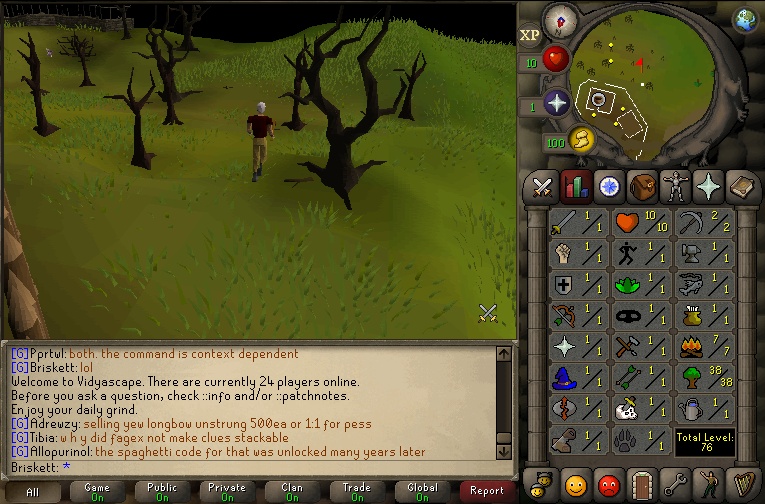 XP
N
10
1
100
1 1
10 10
2 2
1 1
1 1
1 1
1 1
1 1
1 1
1 1
1 1
1 1
1 1
1 1
7 7
1 1
1 1
38 38
1 1
1 1
1 1
1 1
1 1
Total Level:
76
[G]Pprtwl: both. the command is context dependent
[G]Briskett: lol
Welcome to Vidyascape. There are currently 24 players online.
Before you ask a question, check ::info and/or ::patchnotes.
Enjoy your daily grind.
[G]Adrewzy: selling yew longbow unstrung 500ea or 1:1 for pess
[G]Tibia: w h y did fagex not make clues stackable
[G]Allopurinol: the spaghetti code for that was unlocked many years later
Briskett: *
All
Game
On
Public
On
Private
On
Clan
On
Trade
On
Global
On
Report